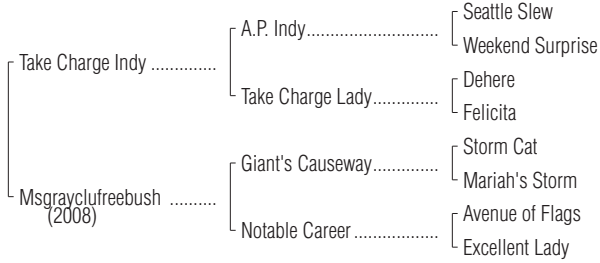 Seattle Slew
A.P. Indy..............................
Weekend Surprise
Take Charge Indy ..............
Dehere
Take Charge Lady..............
Felicita
Storm Cat
Giant's Causeway..............
Mariah's Storm
Msgrayclufreebush ..........
(2008)
Avenue of Flags
Notable Career..................
Excellent Lady